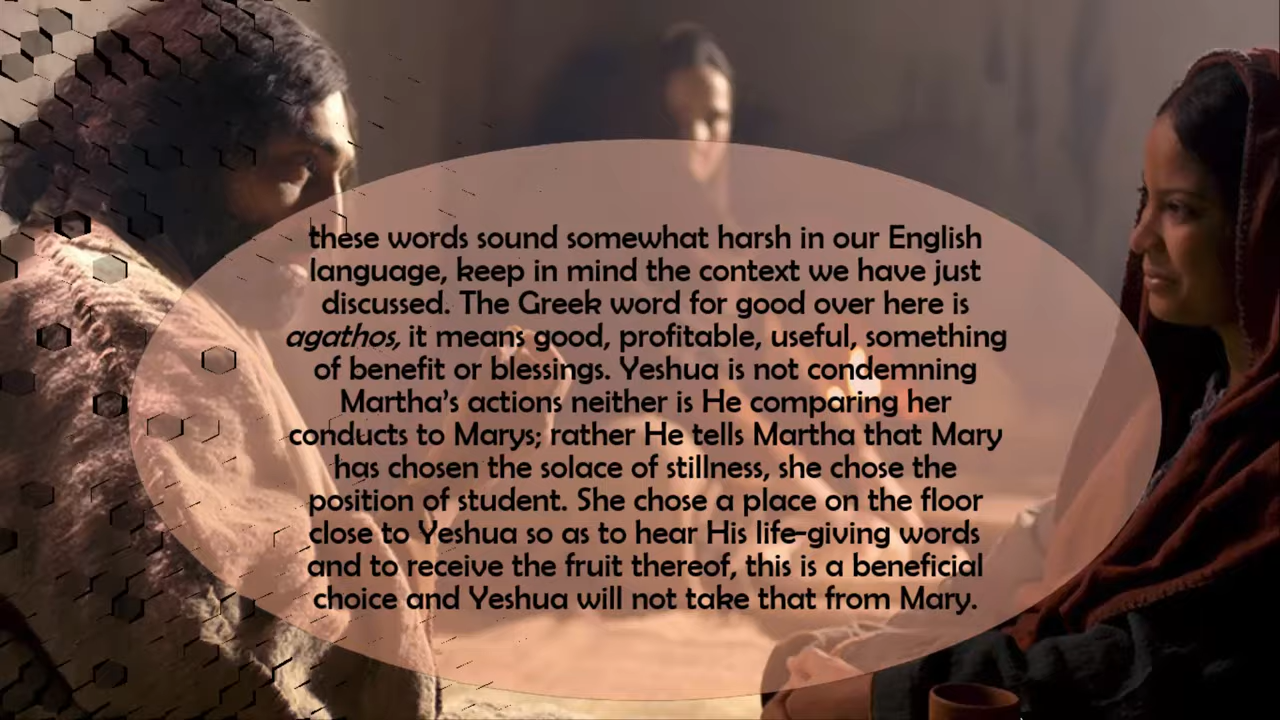 these words sound somewhat harsh in our English
language, keep in mind the context we have just
discussed. The Greek word for good over here is
agathos, it means good, profitable, useful, something
of benefit or blessings. Yeshua is not condemning
Martha's actions neither is He comparing her
conducts to Marys; rather He tells Martha that Mary
has chosen the solace of stillness, she chose the
position of student. She chose a place on the floor
close to Yeshua so as to hear His life-giving words
and to receive the fruit thereof, this is a beneficial
choice and Yeshua will not take that from Mary.